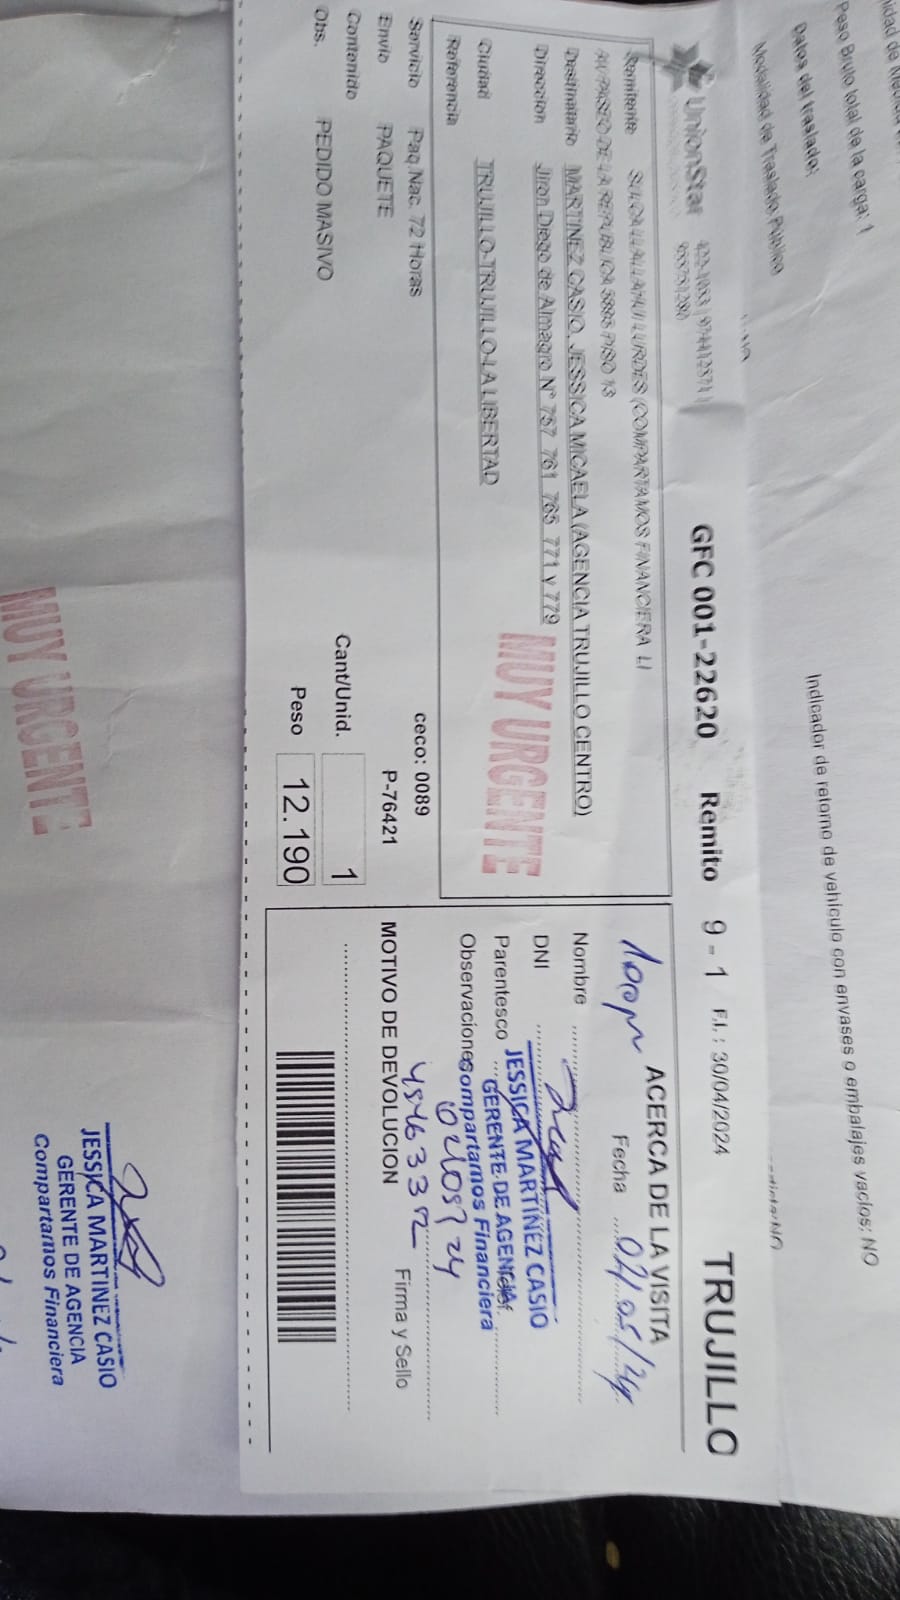 Peso Bruto total de la carga: 1
Datos del traslado:
Modalidad de Traslado: Público
Indicador de retorno de vehículo con envases o embalajes vacíos: NO
UnionStar
GFC 001-22620 Remito 9 - 1 F.I. : 30/04/2024 TRUJILLO
Remitente LURDES (COMPARTAMOS FINANCIERA
AV PASEO DE LA REPUBLICA 5895 PISO 13
Destinatario MARTINEZ CASIO, JESSICA MICAELA (AGENCIA TRUJILLO CENTRO)
Direccion Jiron Diego de Almagro N° 757 761 765 771 y 779
Ciudad TRUJILLO-TRUJILLO-LA LIBERTAD
Referencia
MUY URGENTE
Servicio Paq.Nac. 72 Horas ceco: 0089
Envio PAQUETE P-76421
Contenido Cant/Unid. 1
Obs. PEDIDO MASIVO Peso 12.190
ACERCA DE LA VISITA
Fecha 02/05/24
Nombre
DNI
Parentesco
Observaciones
JESSICA MARTINEZ CASIO
GERENTE DE AGENCIA
Compartamos Financiera
45463352
MOTIVO DE DEVOLUCION Firma y Sello
MUY URGENTE
JESSICA MARTINEZ CASIO
GERENTE DE AGENCIA
Compartamos Financiera